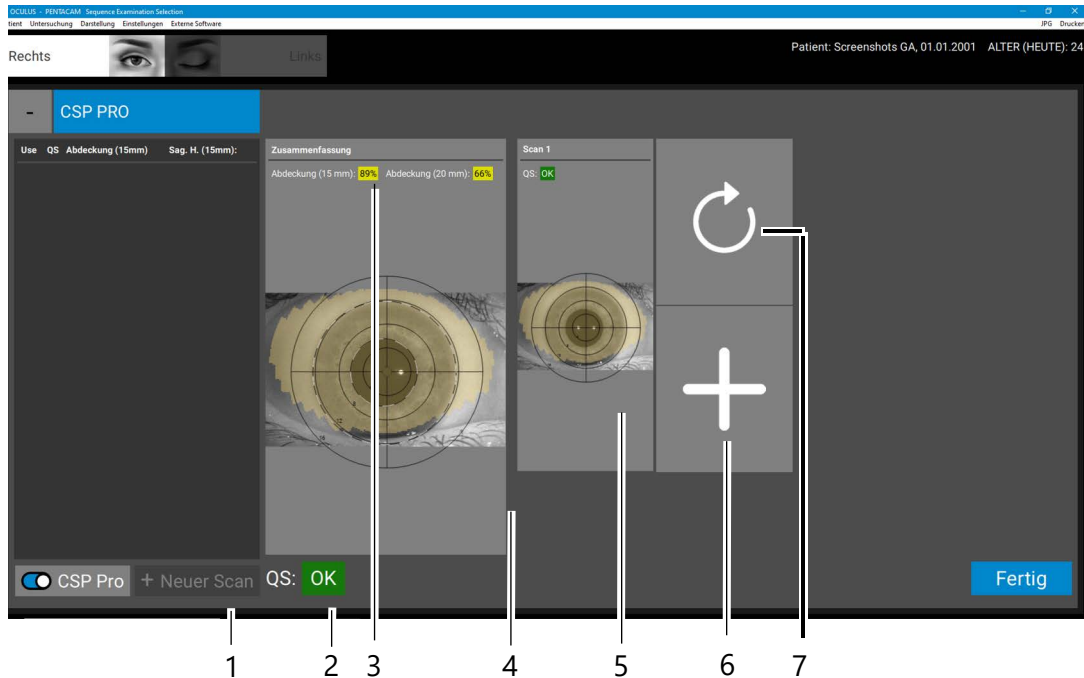 OCULUS - PENTACAM Sequence Examination Selection
tient Untersuchung Darstellung Einstellungen Externe Software JPG Drucken
Rechts Links Patient: Screenshots GA, 01.01.2001 ALTER (HEUTE): 24
- CSP PRO
Use QS Abdeckung (15mm) Sag. H. (15mm): Zusammenfassung Scan 1
Abdeckung (15 mm): 89% Abdeckung (20 mm): 66% QS: OK
CSP Pro + Neuer Scan QS: OK Fertig
1 2 3 4 5 6 7